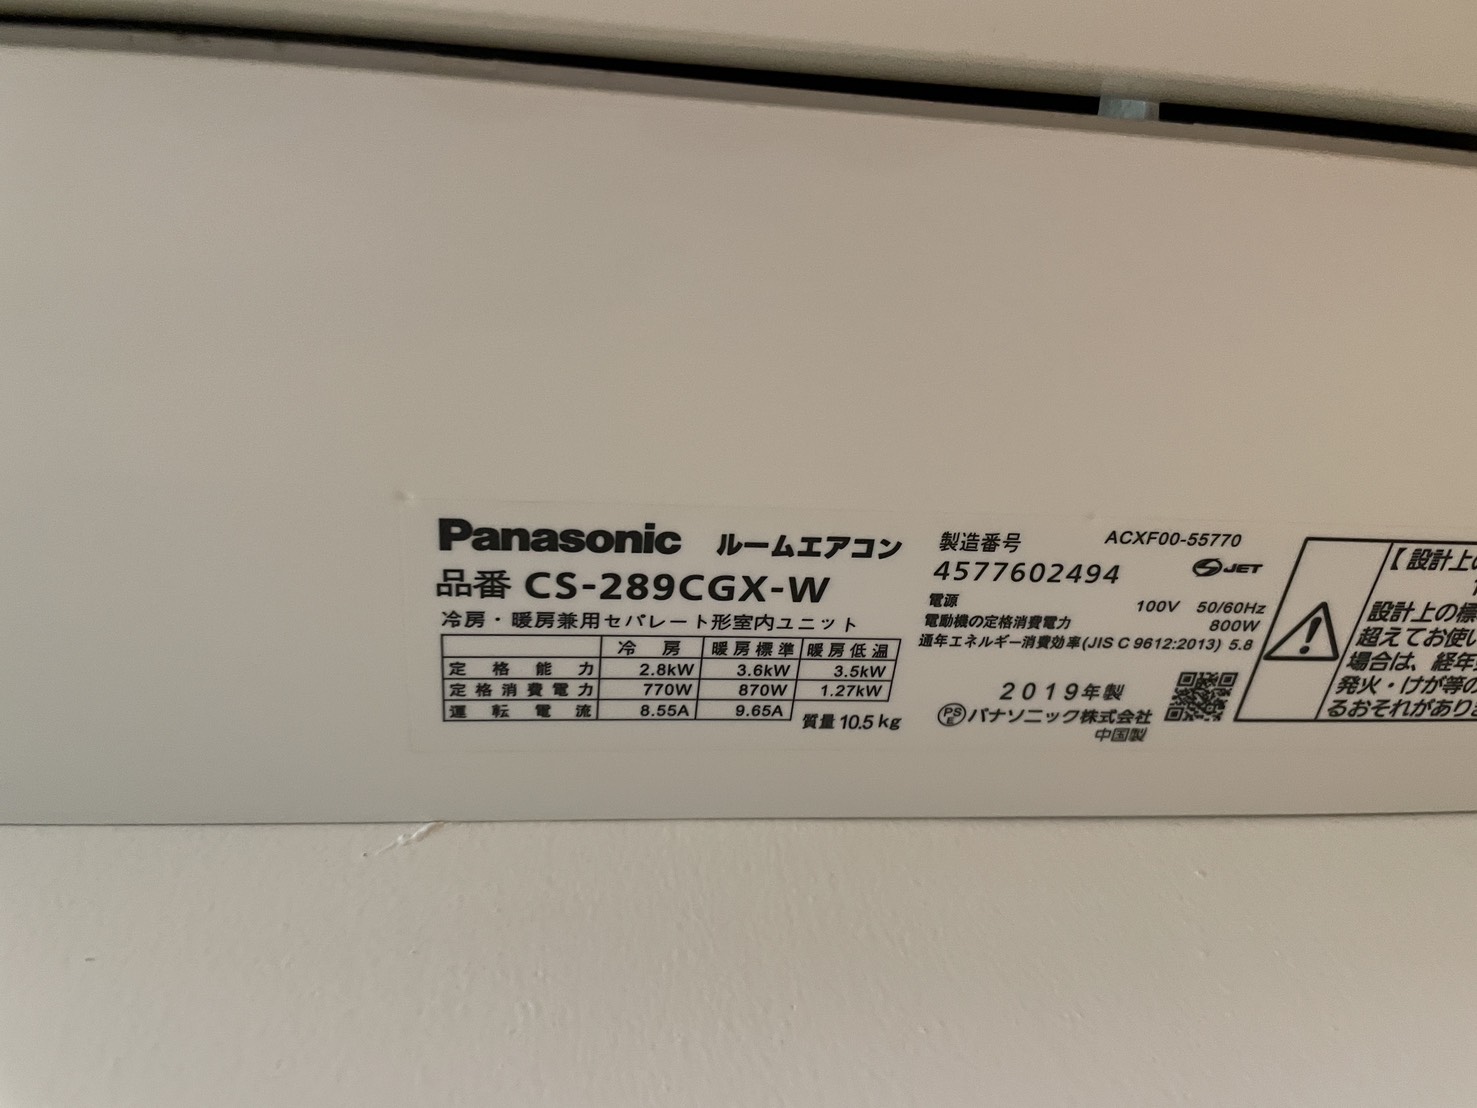 Panasonic ルームエアコン
品番 CS-289CGX-W
冷房・暖房兼用セパレート形室内ユニット
冷房 暖房標準 暖房低温
定格能力 2.8kW 3.6kW 3.5kW
定格消費電力 770W 870W 1.27kW
運転電流 8.55A 9.65A
質量 10.5 kg
製造番号 ACXF00-55770
4577602494 JET
電源 100V 50/60Hz
電動機の定格消費電力 800W
通年エネルギー消費効率(JIS C 9612:2013) 5.8
2019年製
PSE パナソニック株式会社
中国製
【設計上の
設計上の標
超えてお使い
場合は、経年
発火・けが等の
るおそれがあり